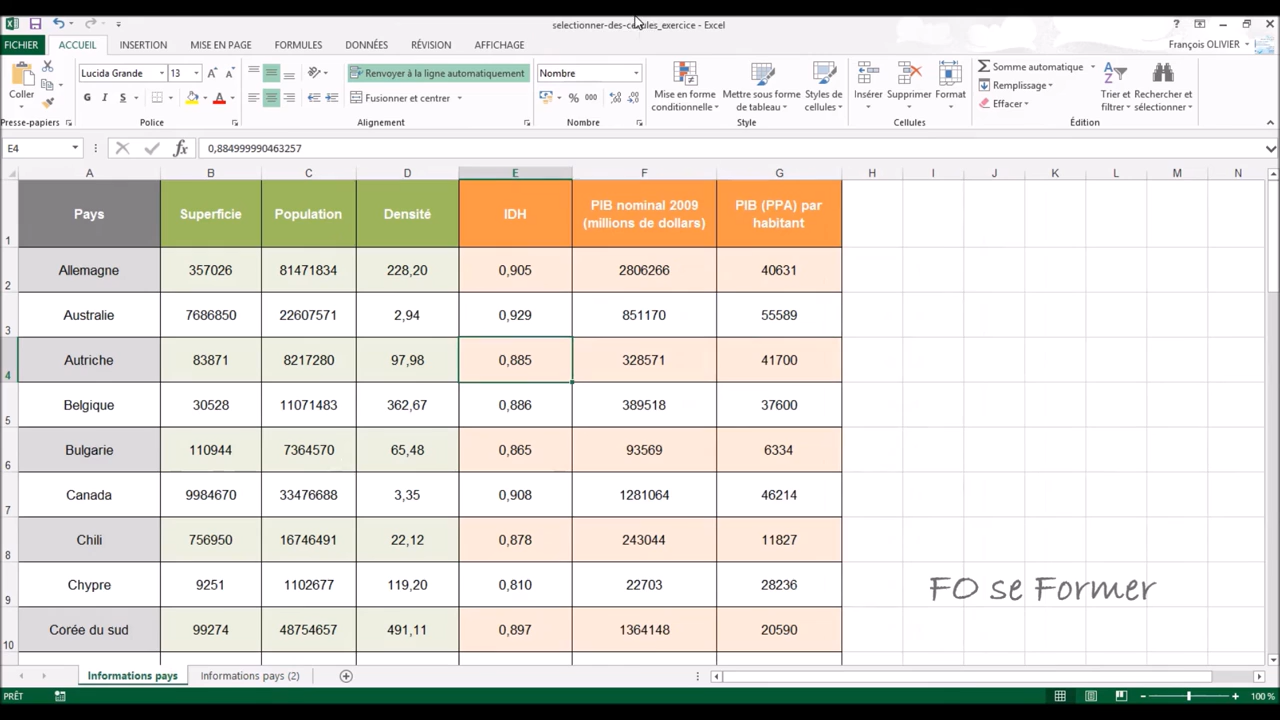 selectionner-des-cellules_exercice - Excel
FICHIER ACCUEIL INSERTION MISE EN PAGE FORMULES DONNÉES RÉVISION AFFICHAGE François OLIVIER
Coller
Presse-papiers
Lucida Grande 13
G I S
Police
Renvoyer à la ligne automatiquement
Fusionner et centrer
Alignement
Nombre
% 000
Nombre
Mise en forme conditionnelle
Mettre sous forme de tableau
Styles de cellules
Style
Insérer Supprimer Format
Cellules
Somme automatique
Remplissage
Effacer
Trier et filtrer
Rechercher et sélectionner
Édition
E4 fx 0,884999990463257
A B C D E F G H I J K L M N
1 Pays Superficie Population Densité IDH PIB nominal 2009 (millions de dollars) PIB (PPA) par habitant
2 Allemagne 357026 81471834 228,20 0,905 2806266 40631
3 Australie 7686850 22607571 2,94 0,929 851170 55589
4 Autriche 83871 8217280 97,98 0,885 328571 41700
5 Belgique 30528 11071483 362,67 0,886 389518 37600
6 Bulgarie 110944 7364570 65,48 0,865 93569 6334
7 Canada 9984670 33476688 3,35 0,908 1281064 46214
8 Chili 756950 16746491 22,12 0,878 243044 11827
9 Chypre 9251 1102677 119,20 0,810 22703 28236
10 Corée du sud 99274 48754657 491,11 0,897 1364148 20590
FO se Former
Informations pays Informations pays (2)
PRÊT 100 %